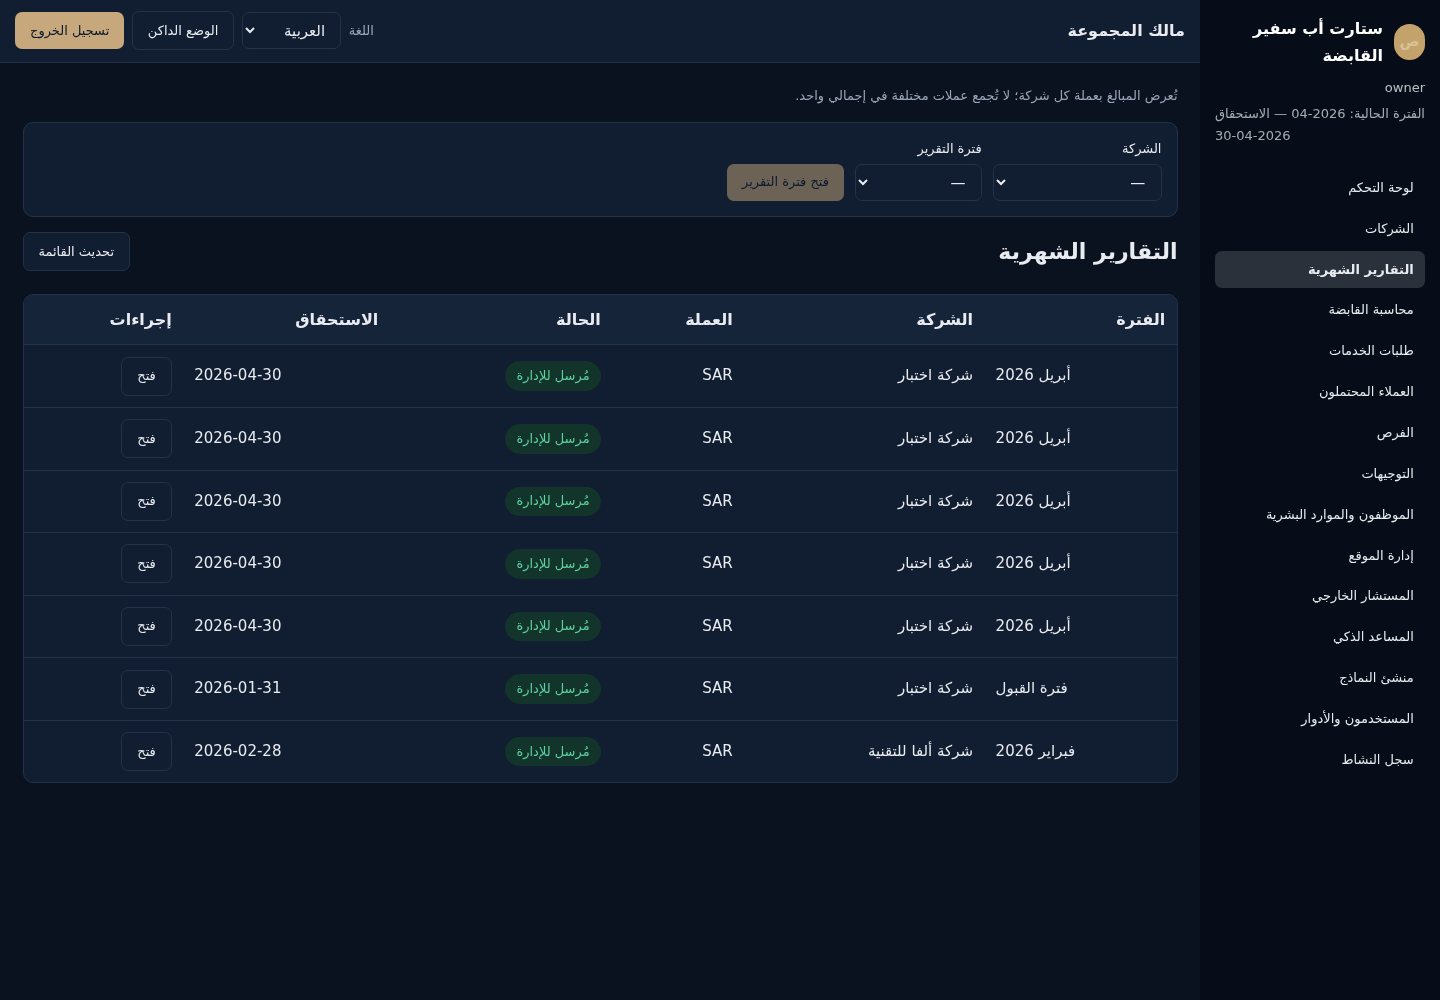 ص
ستارت أب سفير
القابضة
owner
الفترة الحالية: 2026-04 — الاستحقاق
2026-04-30
لوحة التحكم
الشركات
التقارير الشهرية
محاسبة القابضة
طلبات الخدمات
العملاء المحتملون
الفرص
التوجيهات
الموظفون والموارد البشرية
إدارة الموقع
المستشار الخارجي
المساعد الذكي
منشئ النماذج
المستخدمون والأدوار
سجل النشاط
مالك المجموعة
اللغة العربية الوضع الداكن تسجيل الخروج
تُعرض المبالغ بعملة كل شركة؛ لا تُجمع عملات مختلفة في إجمالي واحد.
الشركة فترة التقرير
— — فتح فترة التقرير
التقارير الشهرية تحديث القائمة
الفترة الشركة العملة الحالة الاستحقاق إجراءات
أبريل 2026 شركة اختبار SAR مُرسل للإدارة 2026-04-30 فتح
أبريل 2026 شركة اختبار SAR مُرسل للإدارة 2026-04-30 فتح
أبريل 2026 شركة اختبار SAR مُرسل للإدارة 2026-04-30 فتح
أبريل 2026 شركة اختبار SAR مُرسل للإدارة 2026-04-30 فتح
أبريل 2026 شركة اختبار SAR مُرسل للإدارة 2026-04-30 فتح
فترة القبول شركة اختبار SAR مُرسل للإدارة 2026-01-31 فتح
فبراير 2026 شركة ألفا للتقنية SAR مُرسل للإدارة 2026-02-28 فتح